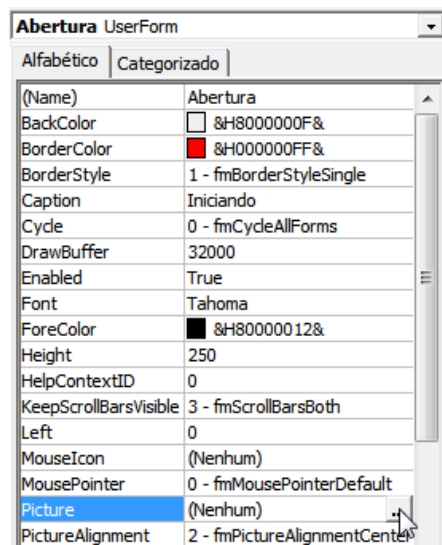 Abertura UserForm
Alfabético Categorizado
(Name) Abertura
BackColor &H8000000F&
BorderColor &H000000FF&
BorderStyle 1 - fmBorderStyleSingle
Caption Iniciando
Cycle 0 - fmCycleAllForms
DrawBuffer 32000
Enabled True
Font Tahoma
ForeColor &H80000012&
Height 250
HelpContextID 0
KeepScrollBarsVisible 3 - fmScrollBarsBoth
Left 0
MouseIcon (Nenhum)
MousePointer 0 - fmMousePointerDefault
Picture (Nenhum) ...
PictureAlignment 2 - fmPictureAlignmentCenter